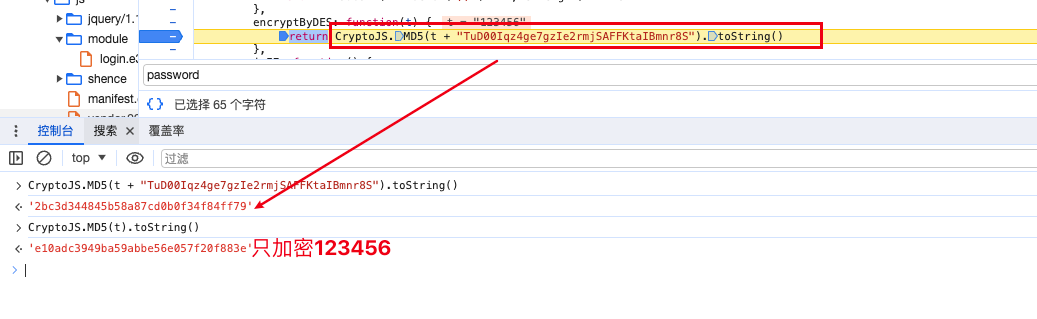 js
jquery/1.1
module
login.e3
shence
manifest.
},
encryptByDES: function(t) { t = "123456"
return CryptoJS.MD5(t + "TuD00Iqz4ge7gzIe2rmjSAFFKtaIBmnr8S").toString()
},
password
{} 已选择 65 个字符
控制台 搜索 × 覆盖率
top ▼ 过滤
> CryptoJS.MD5(t + "TuD00Iqz4ge7gzIe2rmjSAFFKtaIBmnr8S").toString()
'2bc3d344845b58a87cd0b0f34f84ff79'
> CryptoJS.MD5(t).toString()
'e10adc3949ba59abbe56e057f20f883e' 只加密123456
>